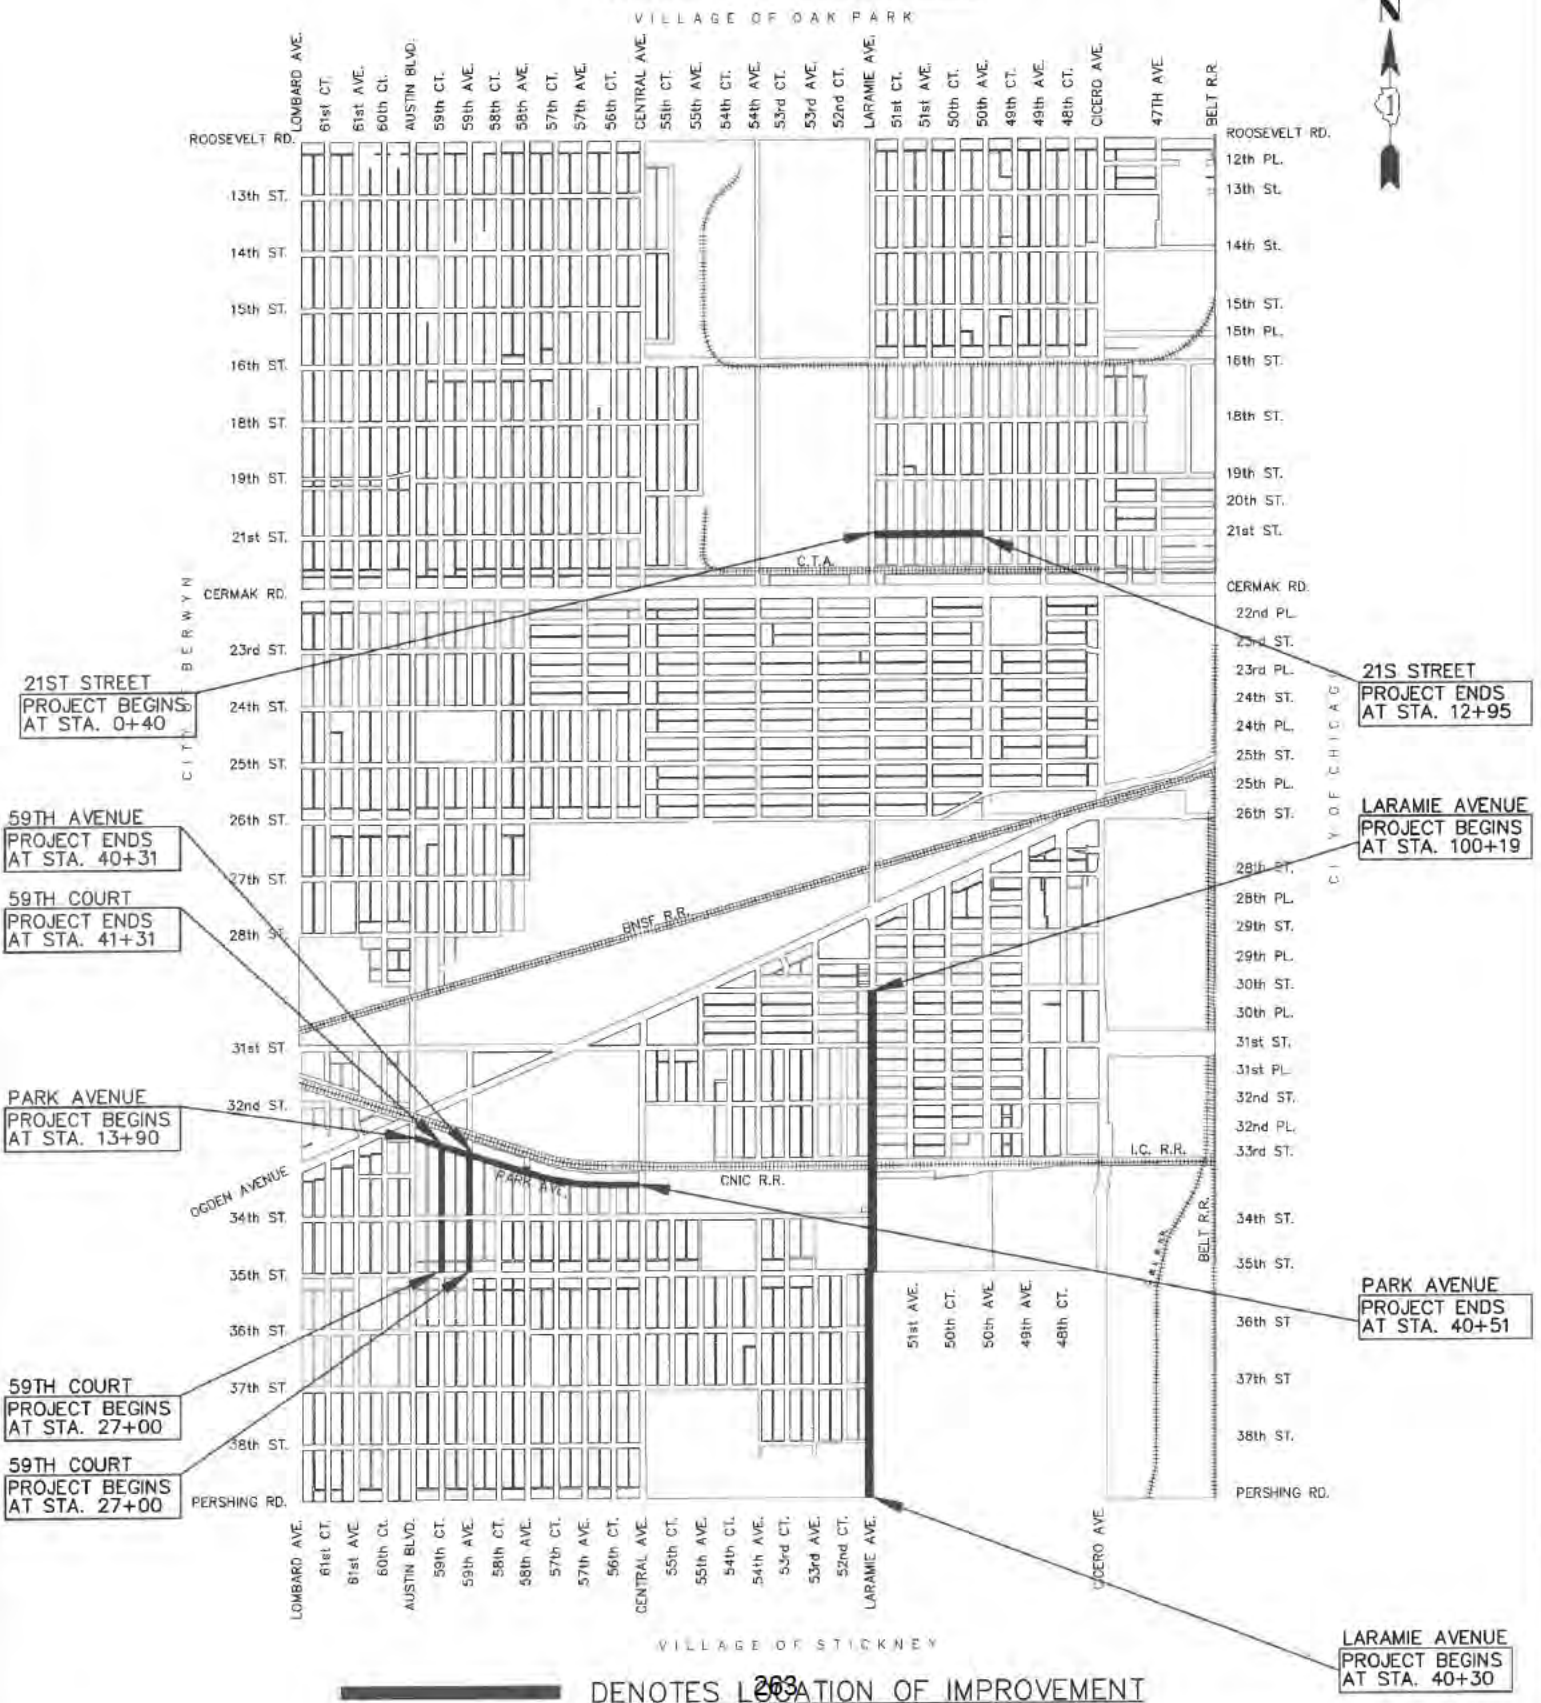 VILLAGE OF OAK PARK
N
1
LOMBARD AVE.
61st CT.
61st AVE.
60th Ct.
AUSTIN BLVD.
59th CT.
59th AVE.
58th CT.
58th AVE.
57th CT.
57th AVE.
56th CT.
CENTRAL AVE.
55th CT.
55th AVE.
54th CT.
54th AVE.
53rd CT.
53rd AVE.
52nd CT.
LARAMIE AVE.
51st CT.
51st AVE.
50th CT.
50th AVE.
49th CT.
49th AVE.
48th CT.
CICERO AVE.
47TH AVE.
BELT R.R.
ROOSEVELT RD.
13th ST.
14th ST.
15th ST.
16th ST.
18th ST.
19th ST.
21st ST.
CERMAK RD.
23rd ST.
24th ST.
25th ST.
26th ST.
27th ST.
28th ST.
31st ST.
32nd ST.
OGDEN AVENUE
34th ST.
35th ST.
36th ST.
37th ST.
38th ST.
PERSHING RD.
ROOSEVELT RD.
12th PL.
13th St.
14th St.
15th ST.
15th PL.
16th ST.
18th ST.
19th ST.
20th ST.
21st ST.
CERMAK RD.
22nd PL.
23rd ST.
23rd PL.
24th ST.
24th PL.
25th ST.
25th PL.
26th ST.
28th ST.
28th PL.
29th ST.
29th PL.
30th ST.
30th PL.
31st ST.
31st PL.
32nd ST.
32nd PL.
33rd ST.
34th ST.
35th ST.
36th ST
37th ST
38th ST.
PERSHING RD.
CITY OF BERWYN
CITY OF CHICAGO
C.T.A.
BNSF R.R.
PARK AVE.
CNIC R.R.
I.C. R.R.
BELT R.R.
21ST STREET
PROJECT BEGINS
AT STA. 0+40
59TH AVENUE
PROJECT ENDS
AT STA. 40+31
59TH COURT
PROJECT ENDS
AT STA. 41+31
PARK AVENUE
PROJECT BEGINS
AT STA. 13+90
59TH COURT
PROJECT BEGINS
AT STA. 27+00
59TH COURT
PROJECT BEGINS
AT STA. 27+00
21S STREET
PROJECT ENDS
AT STA. 12+95
LARAMIE AVENUE
PROJECT BEGINS
AT STA. 100+19
PARK AVENUE
PROJECT ENDS
AT STA. 40+51
51st AVE.
50th CT.
50th AVE.
49th AVE.
48th CT.
LOMBARD AVE.
61st CT.
61st AVE.
60th Ct.
AUSTIN BLVD.
59th CT.
59th AVE.
58th CT.
58th AVE.
57th CT.
57th AVE.
56th CT.
CENTRAL AVE.
55th CT.
55th AVE.
54th CT.
54th AVE.
53rd CT.
53rd AVE.
52nd CT.
LARAMIE AVE.
CICERO AVE.
LARAMIE AVENUE
PROJECT BEGINS
AT STA. 40+30
VILLAGE OF STICKNEY
DENOTES LOCATION OF IMPROVEMENT
263